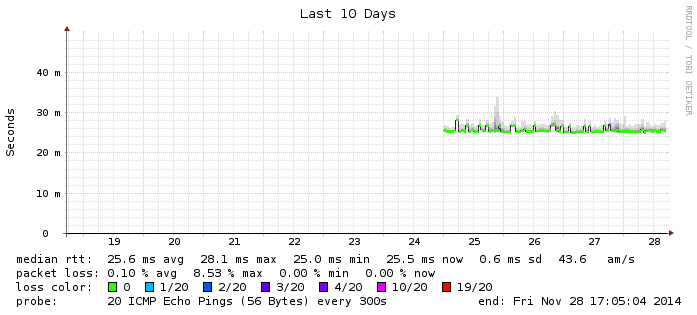 Last 10 Days
RRDTOOL / TOBI OETIKER
Seconds
40 m
30 m
20 m
10 m
0
19 20 21 22 23 24 25 26 27 28
median rtt: 25.6 ms avg 28.1 ms max 25.0 ms min 25.5 ms now 0.6 ms sd 43.6 am/s
packet loss: 0.10 % avg 8.53 % max 0.00 % min 0.00 % now
loss color: 0 1/20 2/20 3/20 4/20 10/20 19/20
probe: 20 ICMP Echo Pings (56 Bytes) every 300s end: Fri Nov 28 17:05:04 2014